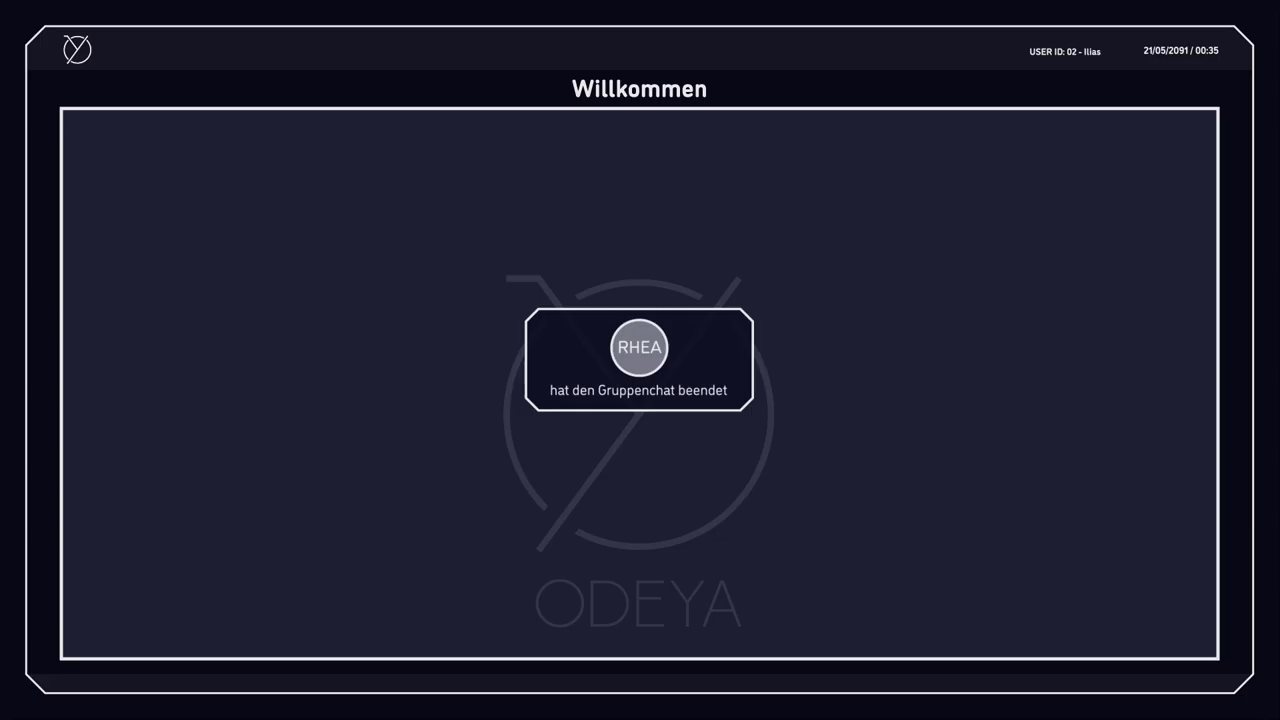 USER ID: 02 - Ilias
21/05/2091 / 00:35
Willkommen
RHEA
hat den Gruppenchat beendet
ODEYA